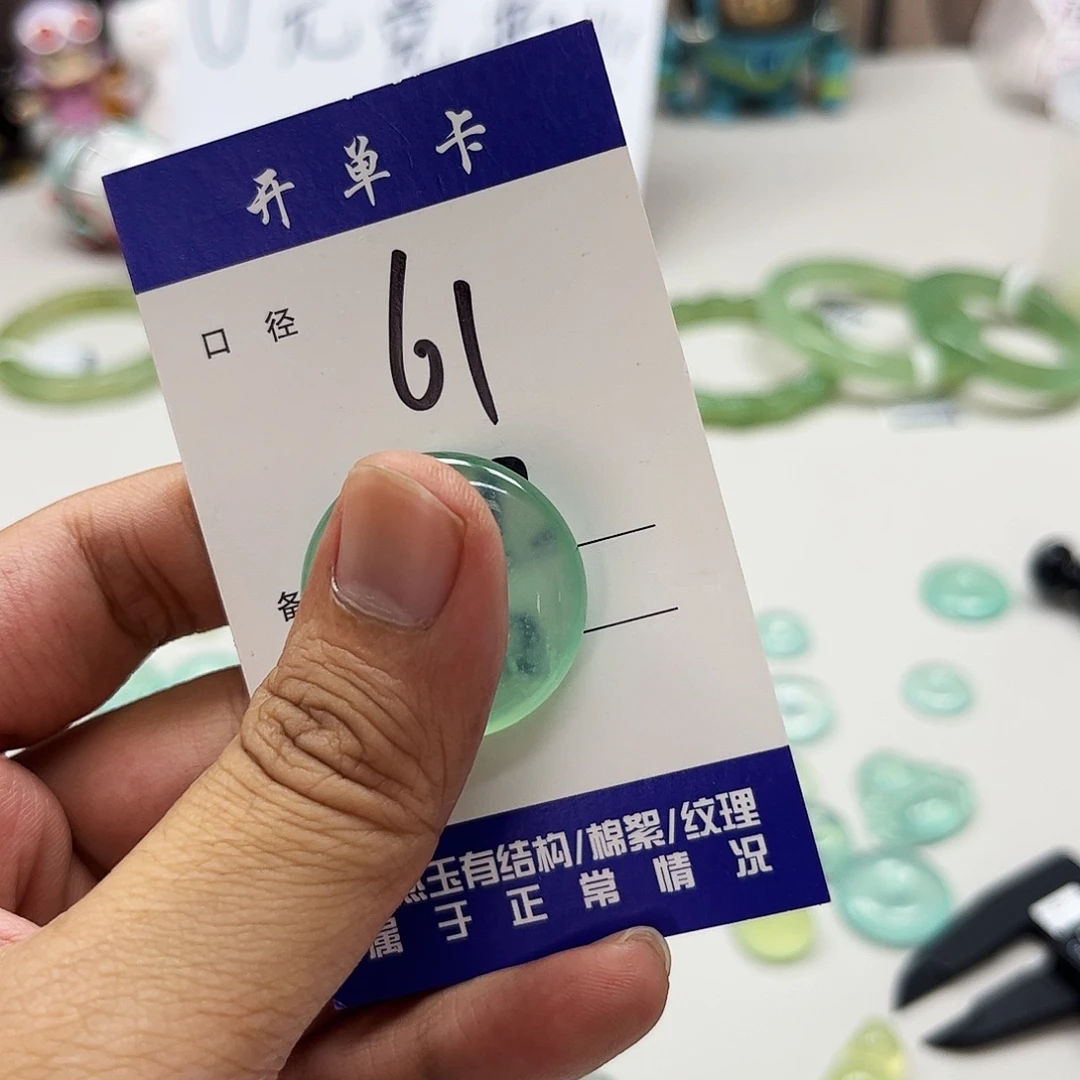 开单卡
口径 61
备
玉有结构/棉絮/纹理
属于正常情况